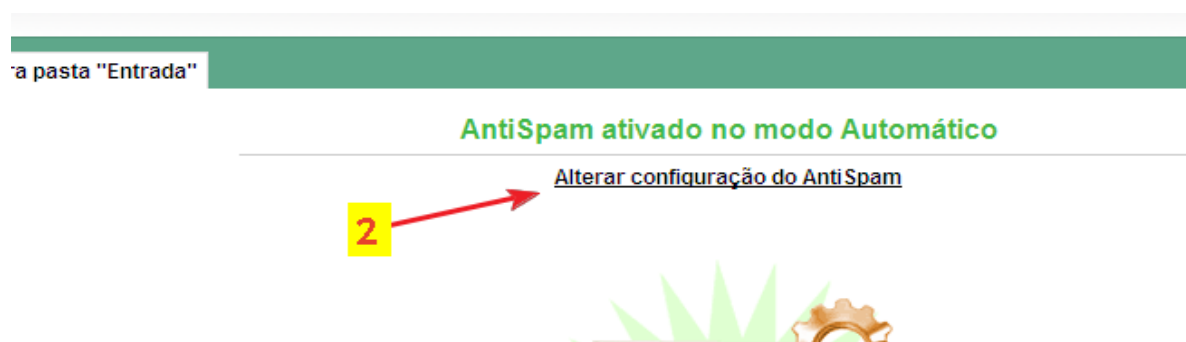 ra pasta "Entrada"
AntiSpam ativado no modo Automático
Alterar configuração do AntiSpam
2